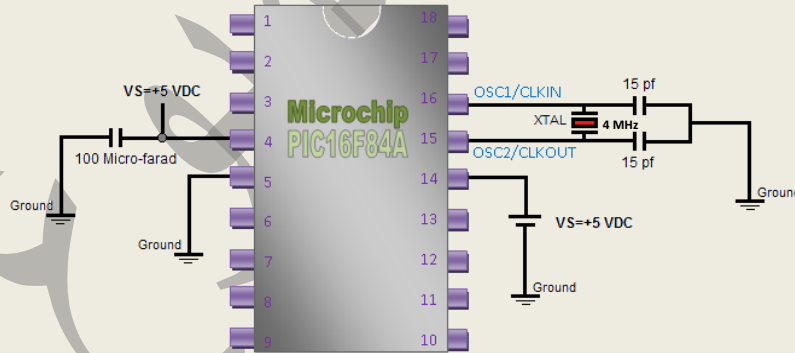 1
18
2
17
VS=+5 VDC
3
16
OSC1/CLKIN
15 pf
Microchip
PIC16F84A
XTAL
4 MHz
4
15
OSC2/CLKOUT
15 pf
100 Micro-farad
5
14
Ground
Ground
6
13
VS=+5 VDC
Ground
7
12
Ground
8
11
9
10